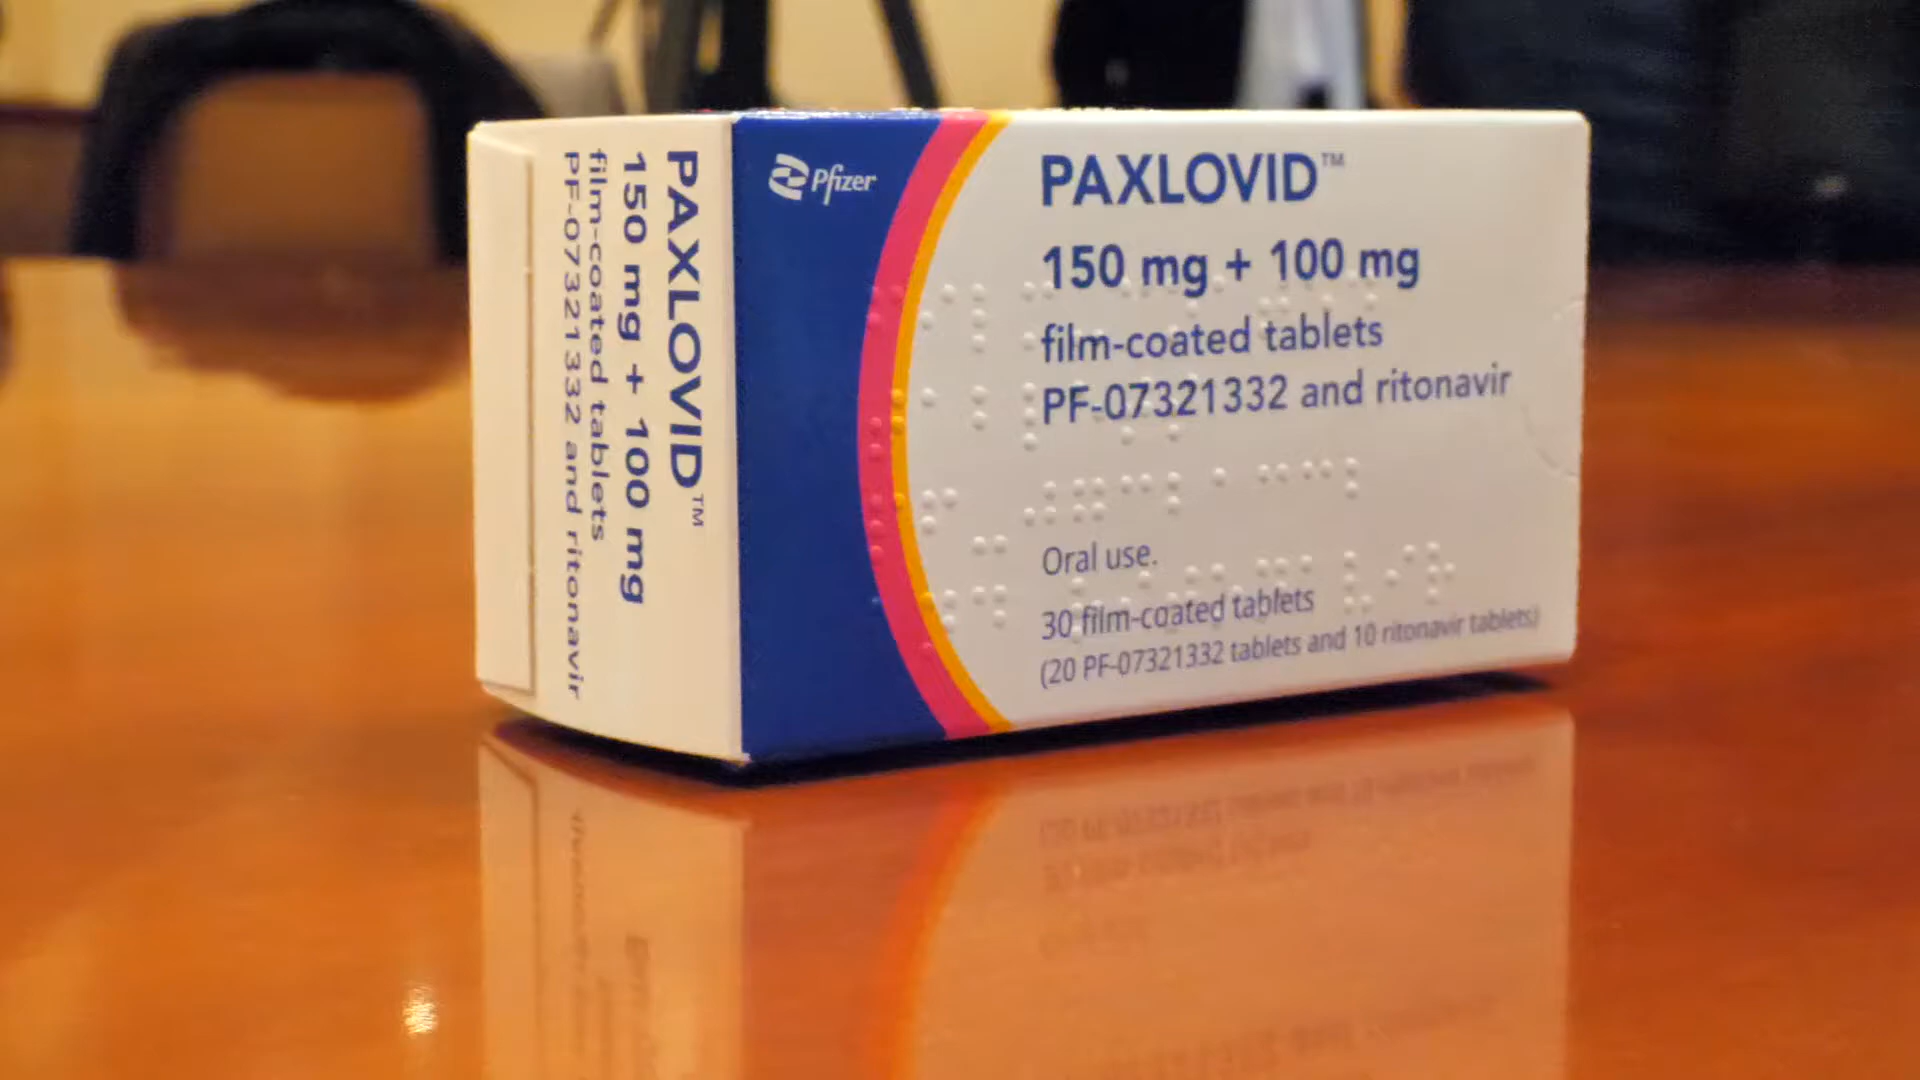 PAXLOVID™
150 mg + 100 mg
film-coated tablets
PF-07321332 and ritonavir
Pfizer
PAXLOVID™
150 mg + 100 mg
film-coated tablets
PF-07321332 and ritonavir
Oral use.
30 film-coated tablets
(20 PF-07321332 tablets and 10 ritonavir tablets)